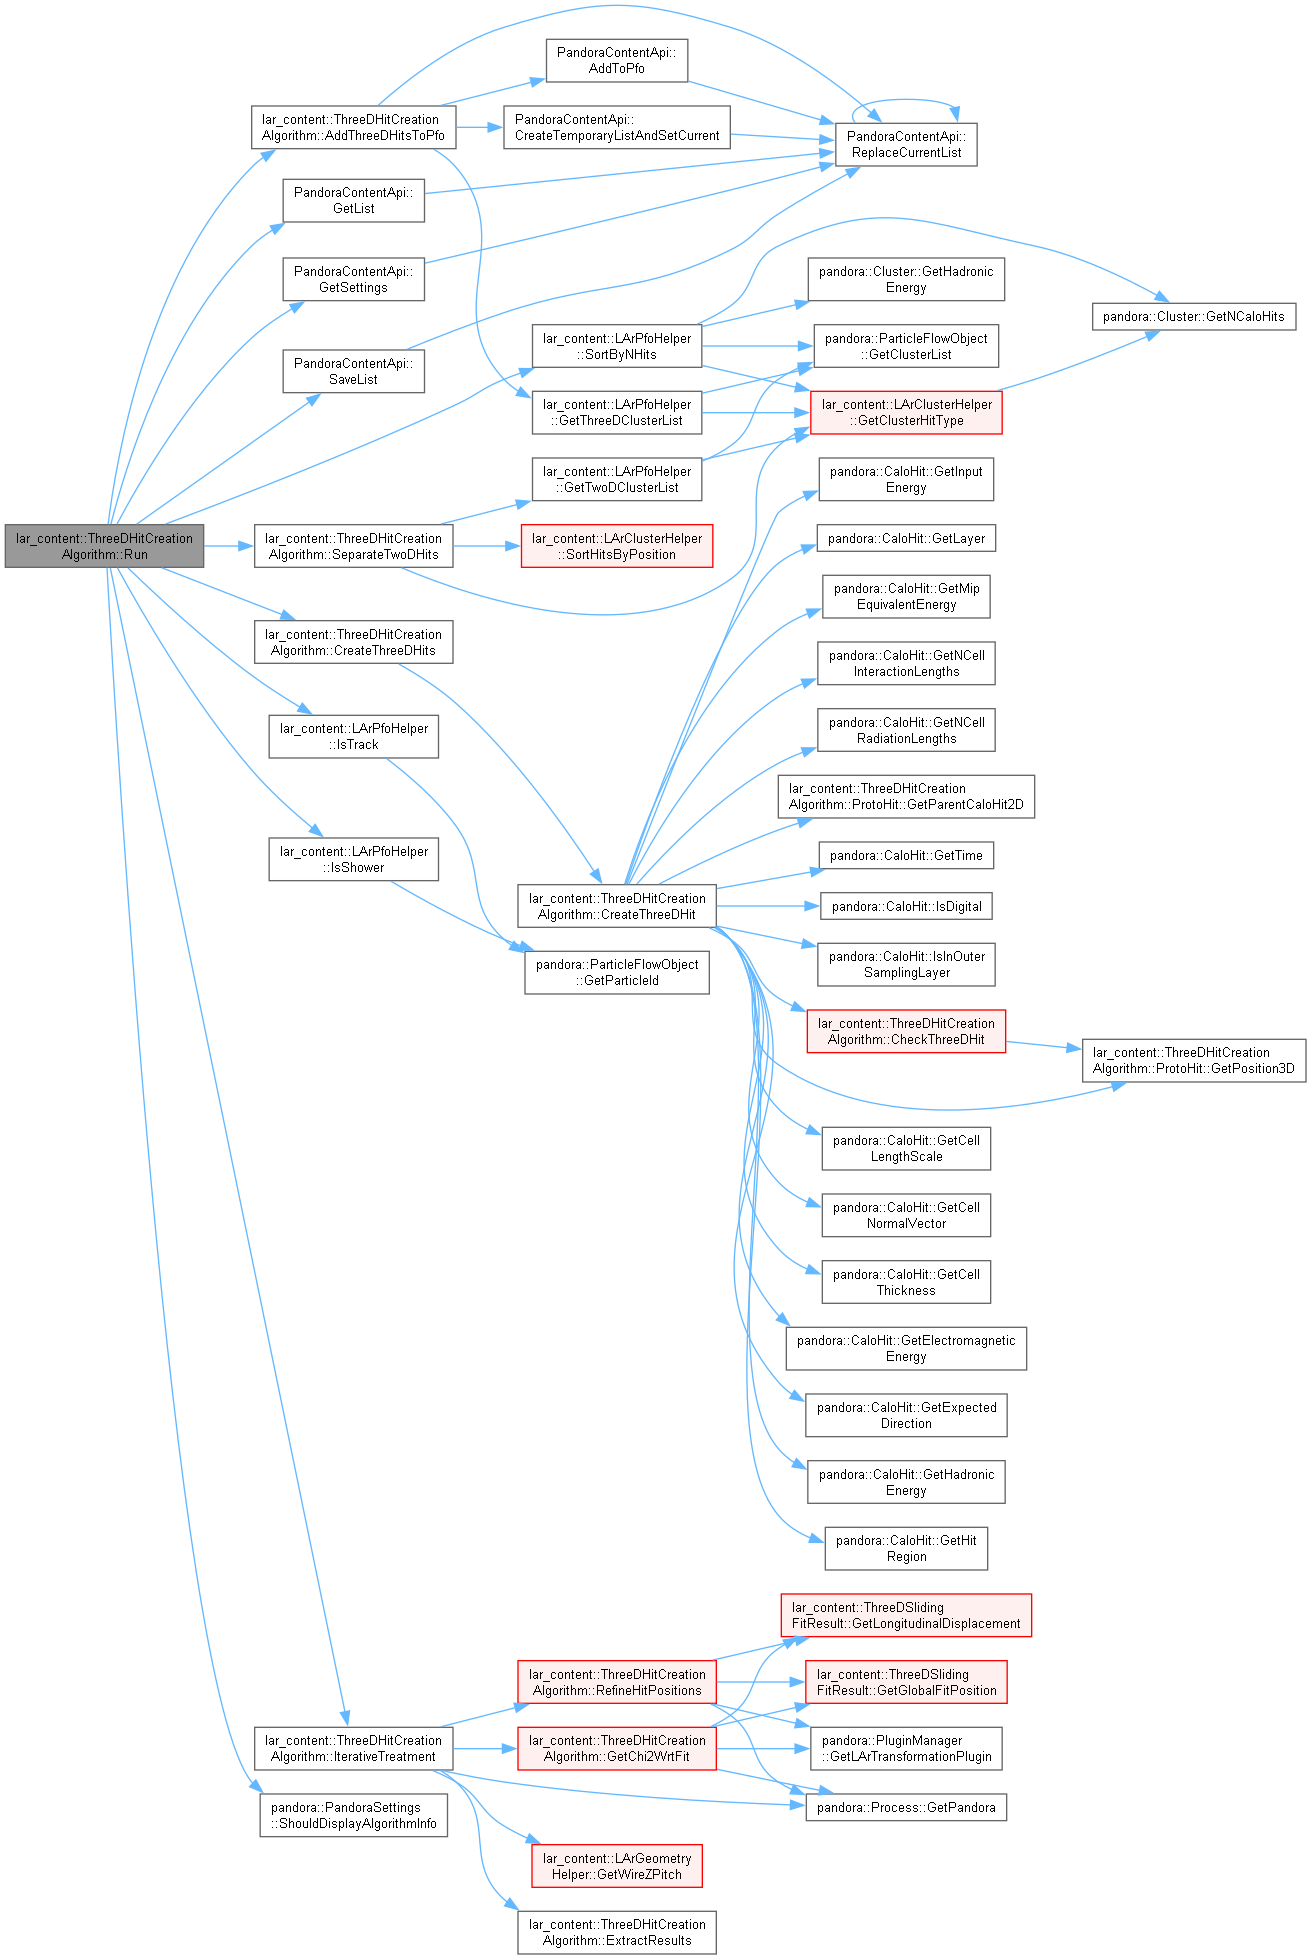 lar_content::ThreeDHitCreation
Algorithm::Run
lar_content::ThreeDHitCreation
Algorithm::AddThreeDHitsToPfo
PandoraContentApi::
GetList
PandoraContentApi::
GetSettings
PandoraContentApi::
SaveList
lar_content::ThreeDHitCreation
Algorithm::SeparateTwoDHits
lar_content::ThreeDHitCreation
Algorithm::CreateThreeDHits
lar_content::LArPfoHelper
::IsTrack
lar_content::LArPfoHelper
::IsShower
lar_content::ThreeDHitCreation
Algorithm::IterativeTreatment
pandora::PandoraSettings
::ShouldDisplayAlgorithmInfo
PandoraContentApi::
AddToPfo
PandoraContentApi::
CreateTemporaryListAndSetCurrent
lar_content::LArPfoHelper
::SortByNHits
lar_content::LArPfoHelper
::GetThreeDClusterList
lar_content::LArPfoHelper
::GetTwoDClusterList
lar_content::LArClusterHelper
::SortHitsByPosition
lar_content::ThreeDHitCreation
Algorithm::CreateThreeDHit
pandora::ParticleFlowObject
::GetParticleId
lar_content::ThreeDHitCreation
Algorithm::RefineHitPositions
lar_content::ThreeDHitCreation
Algorithm::GetChi2WrtFit
lar_content::LArGeometry
Helper::GetWireZPitch
lar_content::ThreeDHitCreation
Algorithm::ExtractResults
PandoraContentApi::
ReplaceCurrentList
pandora::Cluster::GetHadronic
Energy
pandora::ParticleFlowObject
::GetClusterList
lar_content::LArClusterHelper
::GetClusterHitType
pandora::CaloHit::GetInput
Energy
pandora::CaloHit::GetLayer
pandora::CaloHit::GetMip
EquivalentEnergy
pandora::CaloHit::GetNCell
InteractionLengths
pandora::CaloHit::GetNCell
RadiationLengths
lar_content::ThreeDHitCreation
Algorithm::ProtoHit::GetParentCaloHit2D
pandora::CaloHit::GetTime
pandora::CaloHit::IsDigital
pandora::CaloHit::IsInOuter
SamplingLayer
lar_content::ThreeDHitCreation
Algorithm::CheckThreeDHit
pandora::CaloHit::GetCell
LengthScale
pandora::CaloHit::GetCell
NormalVector
pandora::CaloHit::GetCell
Thickness
pandora::CaloHit::GetElectromagnetic
Energy
pandora::CaloHit::GetExpected
Direction
pandora::CaloHit::GetHadronic
Energy
pandora::CaloHit::GetHit
Region
lar_content::ThreeDSliding
FitResult::GetLongitudinalDisplacement
lar_content::ThreeDSliding
FitResult::GetGlobalFitPosition
pandora::PluginManager
::GetLArTransformationPlugin
pandora::Process::GetPandora
pandora::Cluster::GetNCaloHits
lar_content::ThreeDHitCreation
Algorithm::ProtoHit::GetPosition3D